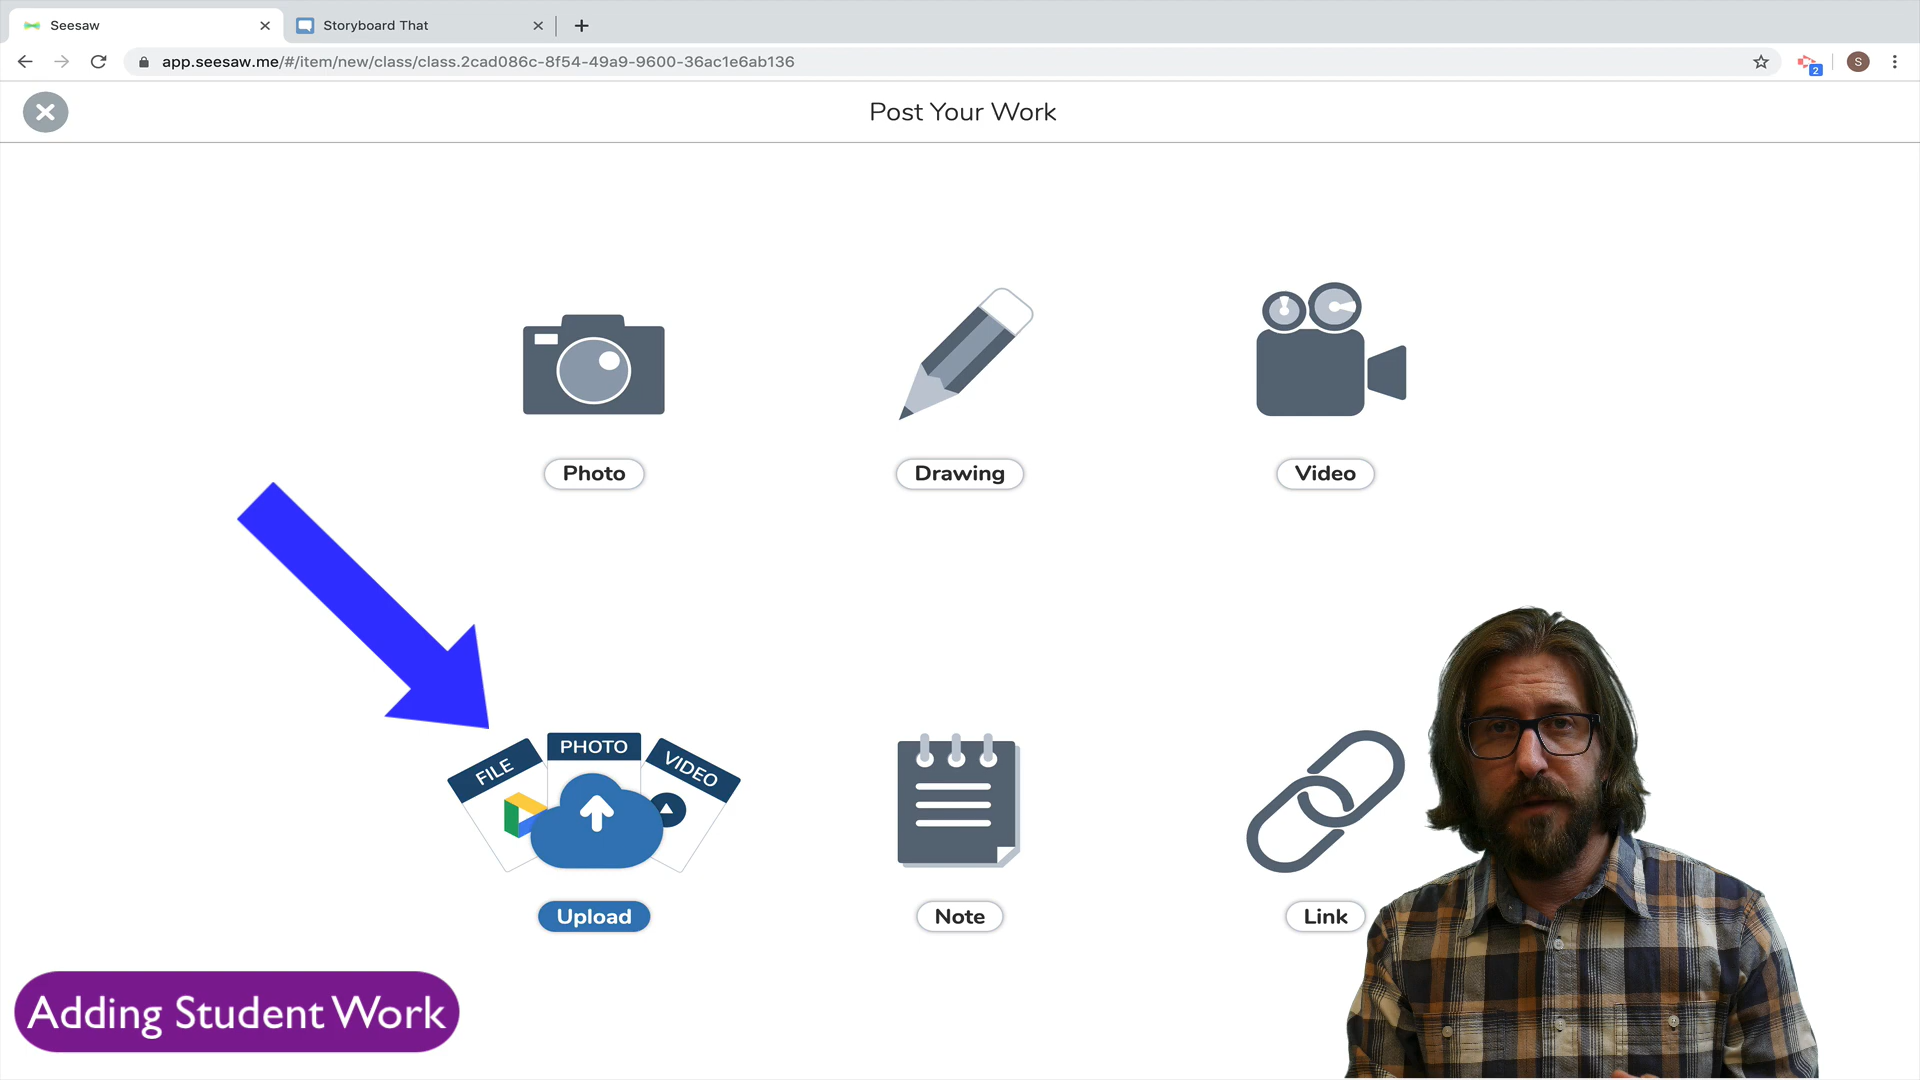 Seesaw
Storyboard That
app.seesaw.me/#/item/new/class/class.2cad086c-8f54-49a9-9600-36ac1e6ab136
2
S
Post Your Work
Photo
Drawing
Video
FILE
PHOTO
VIDEO
Upload
Note
Link
Adding Student Work